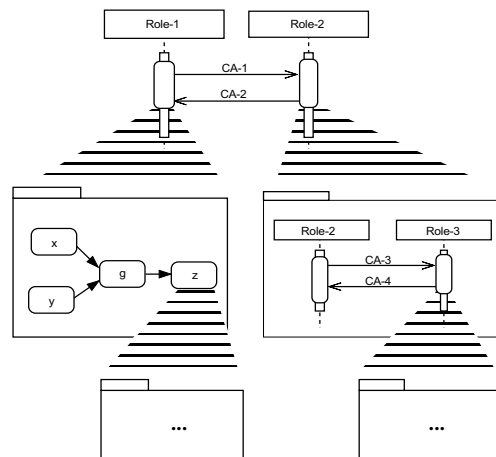 Role-1
Role-2
CA-1
CA-2
x
g
z
y
Role-2
Role-3
CA-3
CA-4
...
...